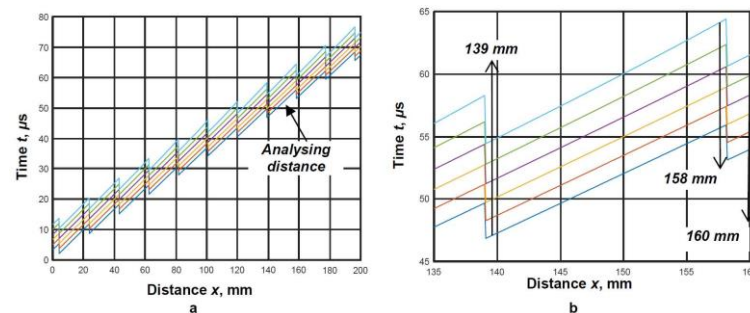 80
70
60
50
40
30
20
10
0
Time t, µs
Analysing
distance
0 20 40 60 80 100 120 140 160 180 200
Distance x, mm
a
65
60
55
50
45
Time t, µs
139 mm
158 mm
160 mm
135 140 145 150 155 160
Distance x, mm
b